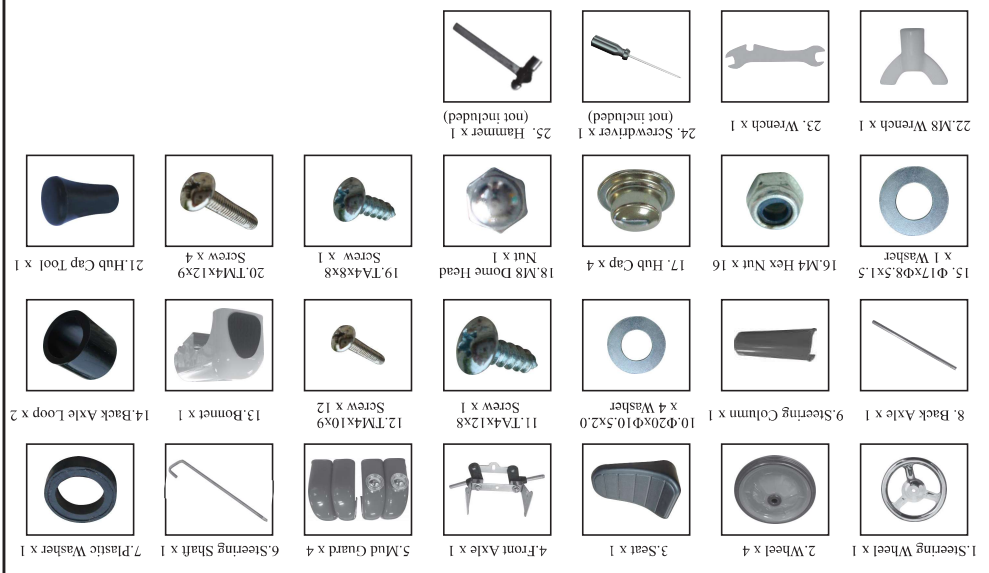 1.Steering Wheel x 1
2.Wheel x 4
3.Seat x 1
4.Front Axle x 1
5.Mud Guard x 4
6.Steering Shaft x 1
7.Plastic Washer x 1
8. Back Axle x 1
9.Steering Column x 1
10.Φ20xΦ10.5x2.0
Washer x 4
11.TA4x12x8
Screw x 1
12.TM4x10x9
Screw x 12
13.Bonnet x 1
14.Back Axle Loop x 2
15. Φ17xΦ8.5x1.5
Washer x 1
16.M4 Hex Nut x 16
17. Hub Cap x 4
18.M8 Dome Head
Nut x 1
19.TA4x8x8
Screw x 1
20.TM4x12x9
Screw x 4
21.Hub Cap Tool x 1
22.M8 Wrench x 1
23. Wrench x 1
24. Screwdriver x 1
(not included)
25. Hammer x 1
(not included)